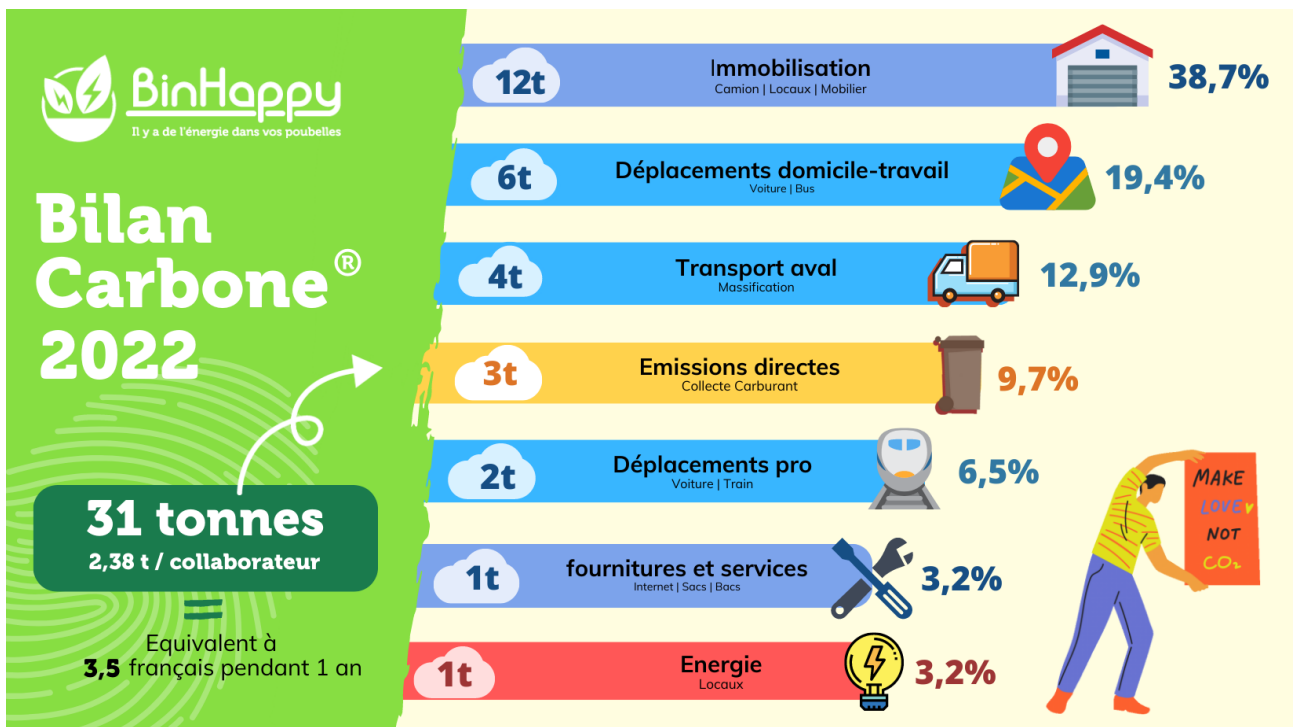 BinHappy
Il y a de l'énergie dans vos poubelles
Bilan
Carbone®
2022
31 tonnes
2,38 t / collaborateur
=
Equivalent à
3,5 français pendant 1 an
12t
Immobilisation
Camion | Locaux | Mobilier
38,7%
6t
Déplacements domicile-travail
Voiture | Bus
19,4%
4t
Transport aval
Massification
12,9%
3t
Emissions directes
Collecte Carburant
9,7%
2t
Déplacements pro
Voiture | Train
6,5%
1t
fournitures et services
Internet | Sacs | Bacs
3,2%
1t
Energie
Locaux
3,2%
MAKE
LOVE
NOT
CO₂